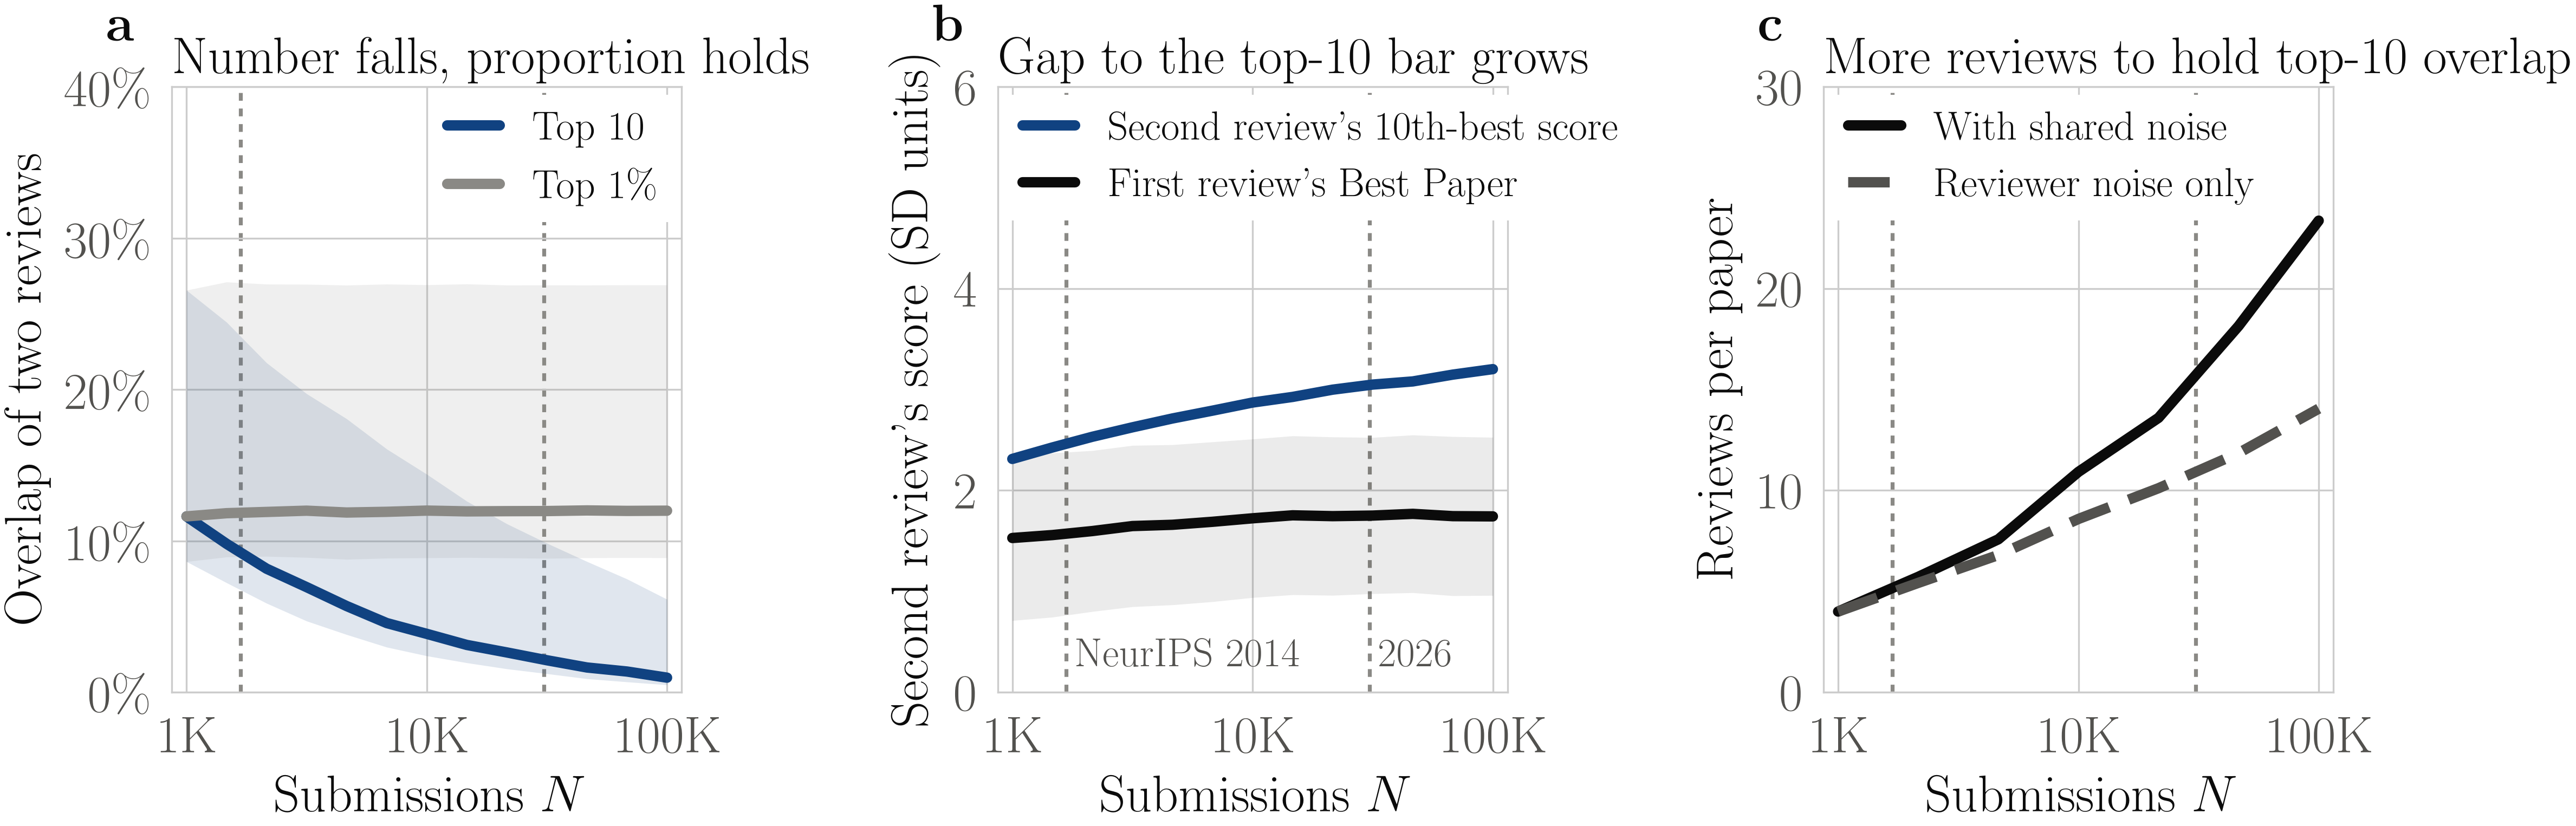 a
Number falls, proportion holds
40%
30%
20%
10%
0%
Overlap of two reviews
Top 10
Top 1%
1K
10K
100K
Submissions N
b
Gap to the top-10 bar grows
6
4
2
0
Second review's score (SD units)
Second review's 10th-best score
First review's Best Paper
NeurIPS 2014
2026
1K
10K
100K
Submissions N
c
More reviews to hold top-10 overlap
30
20
10
0
Reviews per paper
With shared noise
Reviewer noise only
1K
10K
100K
Submissions N